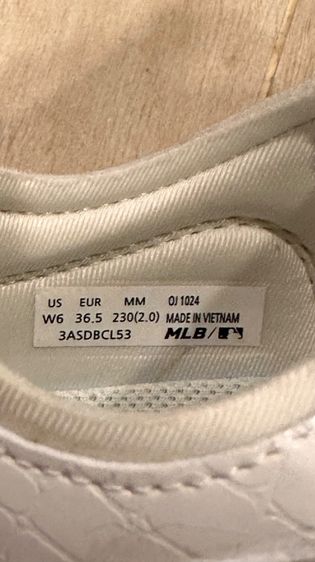 US EUR MM OJ 1024
W6 36.5 230(2.0) MADE IN VIETNAM
3ASDBCL53 MLB/